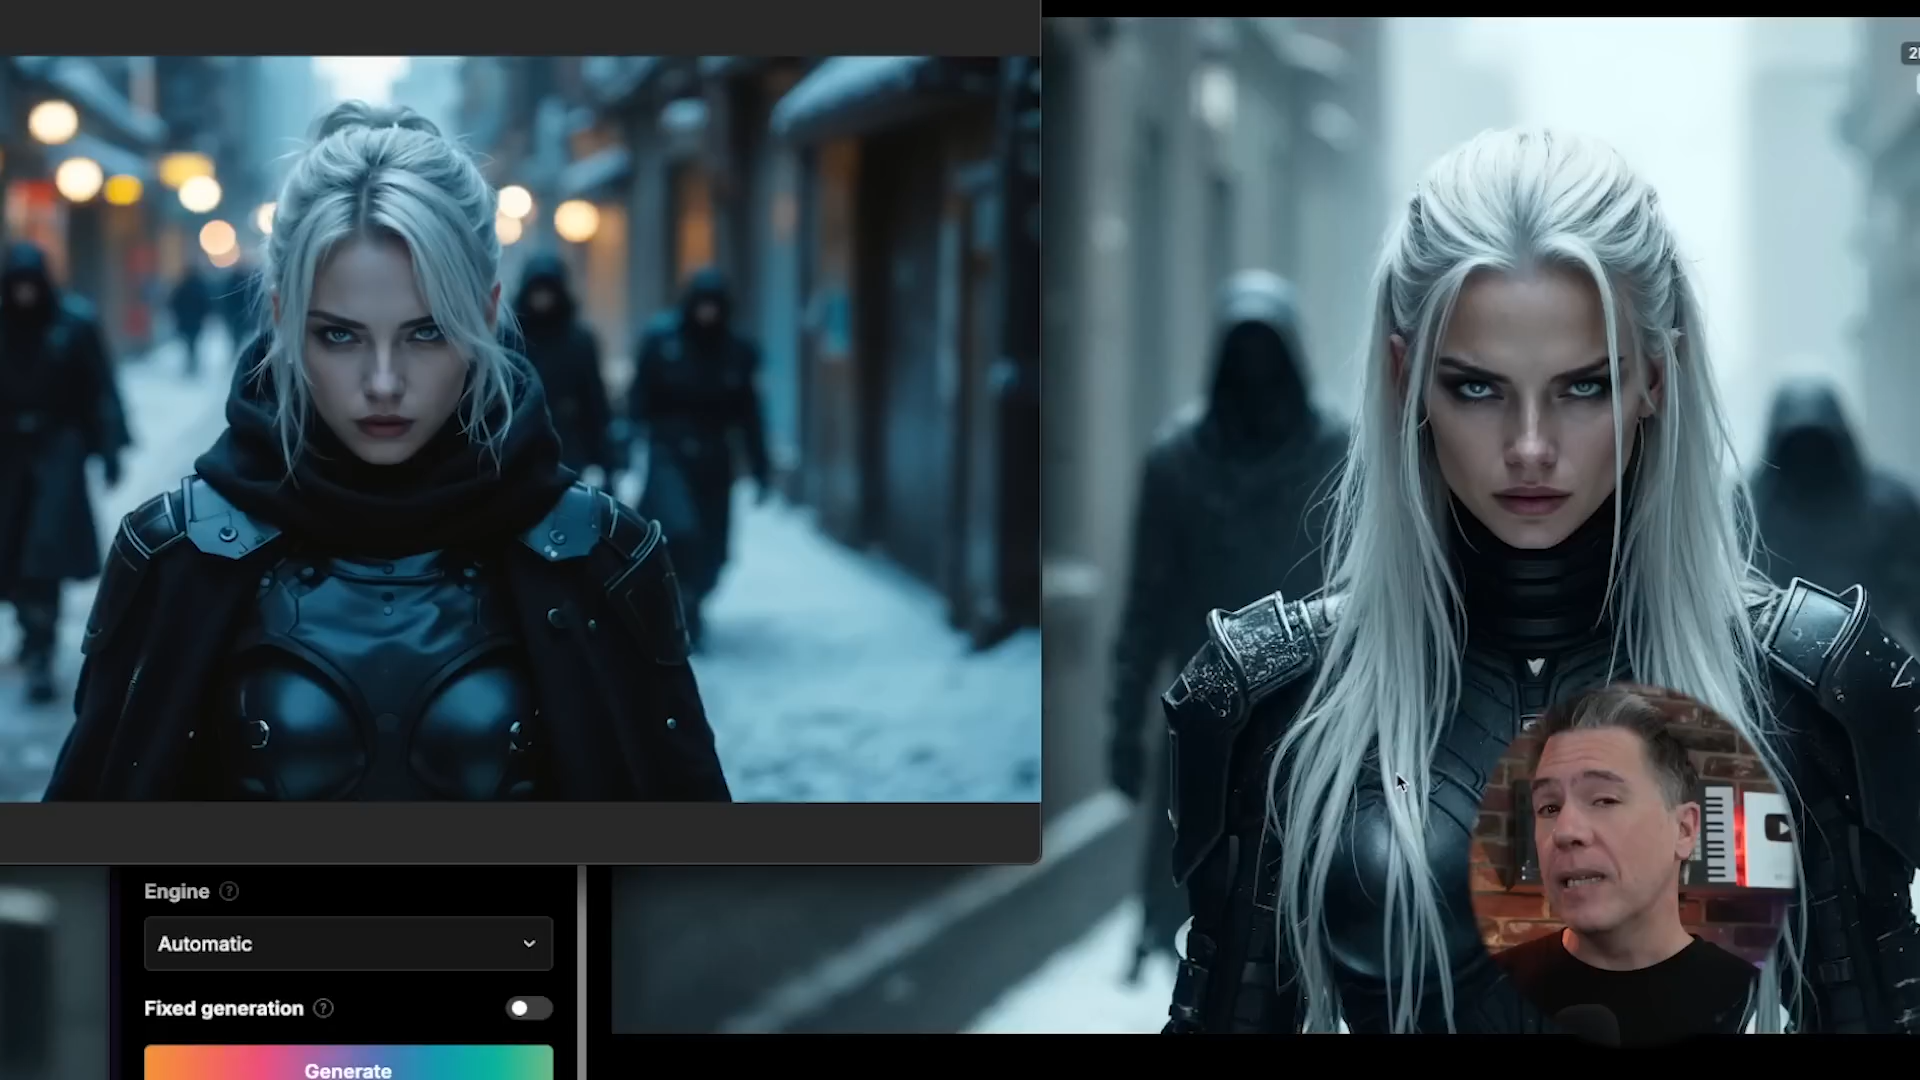 Engine
Automatic
Fixed generation
Generate